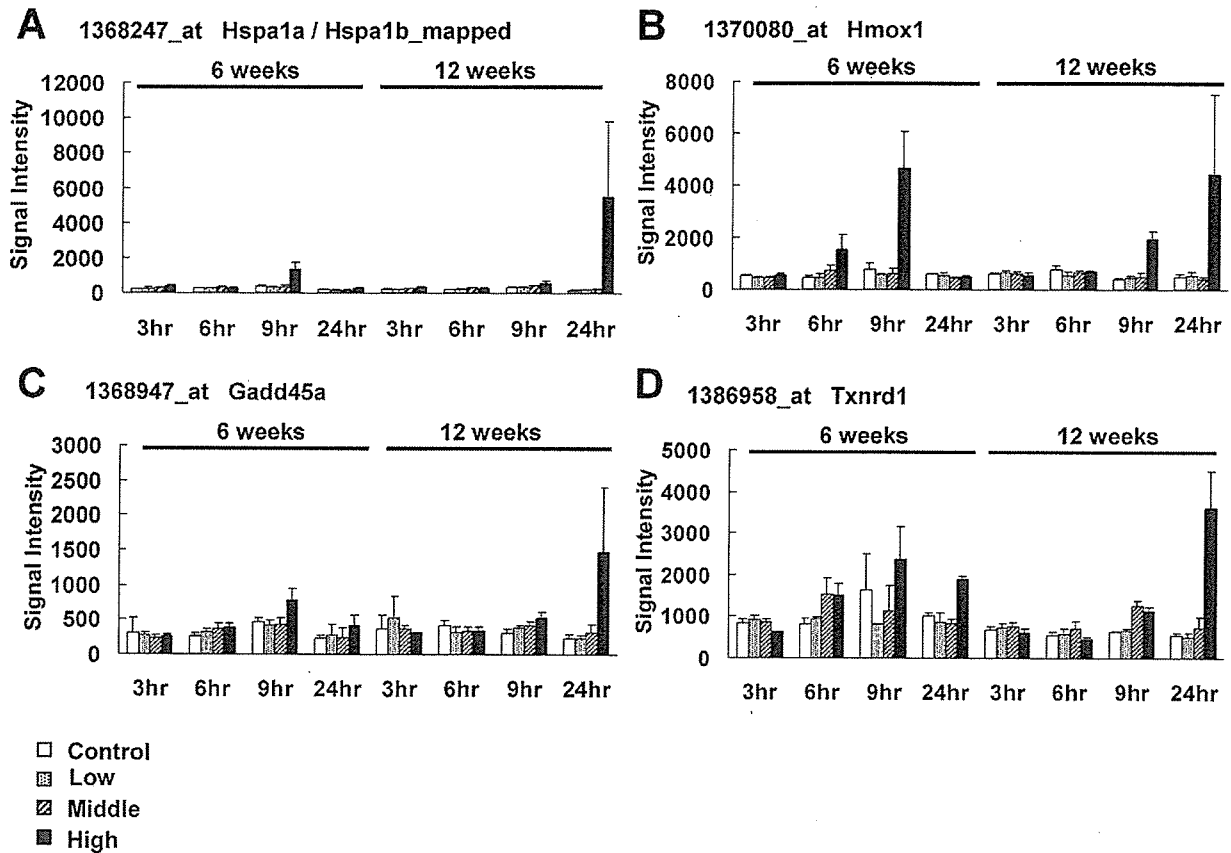 A 1368247_at Hspa1a / Hspa1b_mapped
6 weeks 12 weeks
Signal Intensity
12000
10000
8000
6000
4000
2000
0
3hr 6hr 9hr 24hr 3hr 6hr 9hr 24hr
B 1370080_at Hmox1
6 weeks 12 weeks
Signal Intensity
8000
6000
4000
2000
0
3hr 6hr 9hr 24hr 3hr 6hr 9hr 24hr
C 1368947_at Gadd45a
6 weeks 12 weeks
Signal Intensity
3000
2500
2000
1500
1000
500
0
3hr 6hr 9hr 24hr 3hr 6hr 9hr 24hr
D 1386958_at Txnrd1
6 weeks 12 weeks
Signal Intensity
5000
4000
3000
2000
1000
0
3hr 6hr 9hr 24hr 3hr 6hr 9hr 24hr
Control
Low
Middle
High